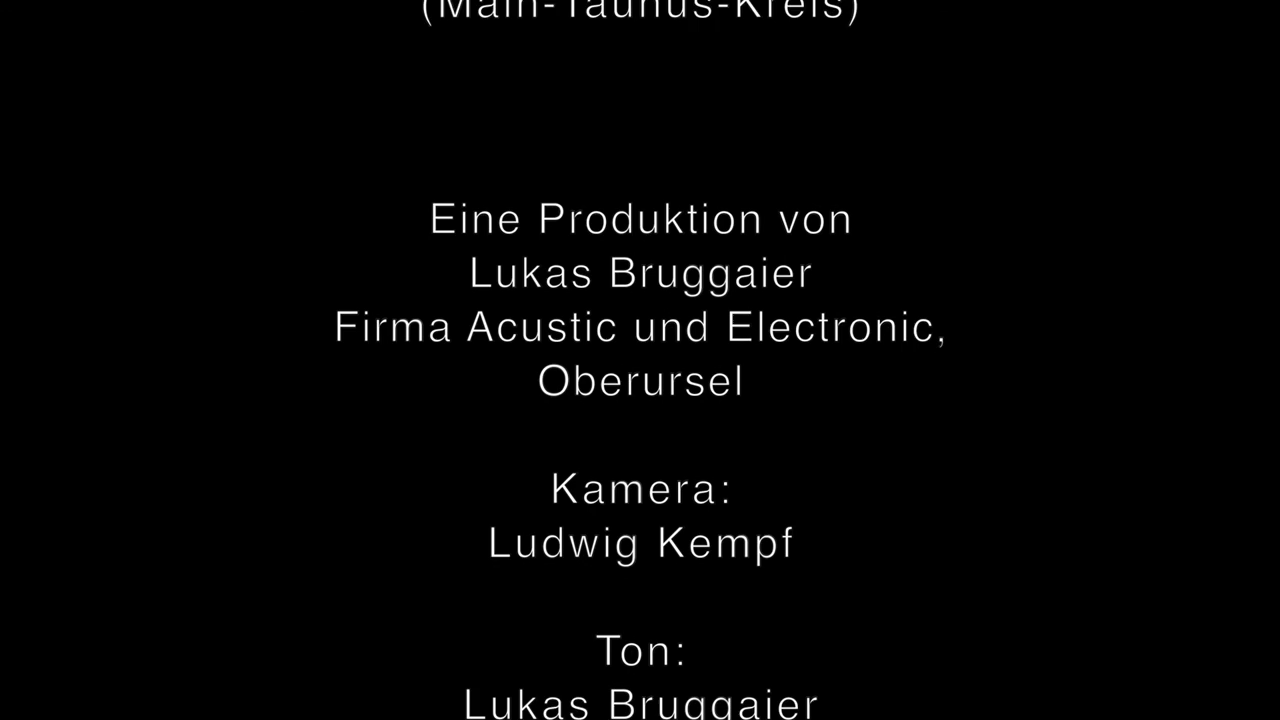 (Main-Taunus-Kreis)
Eine Produktion von
Lukas Bruggaier
Firma Acustic und Electronic,
Oberursel
Kamera:
Ludwig Kempf
Ton:
Lukas Bruggaier